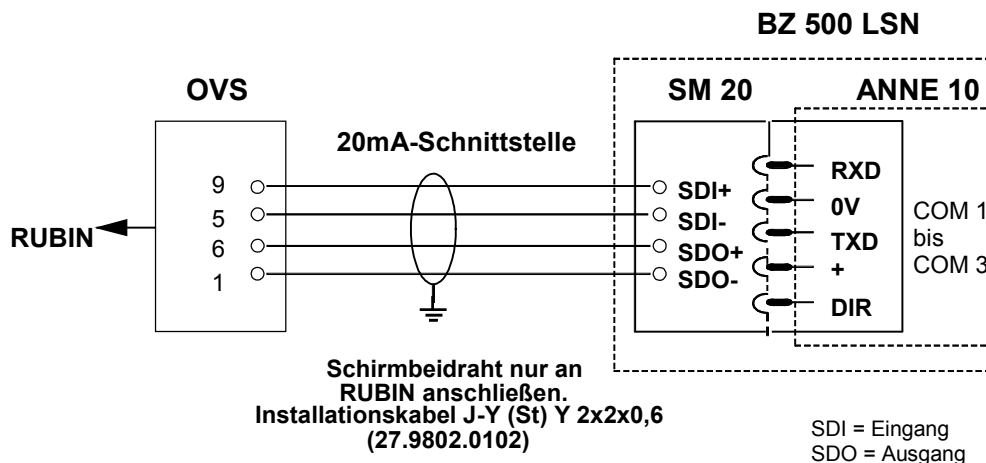 BZ 500 LSN
OVS
SM 20
ANNE 10
20mA-Schnittstelle
9
5
6
1
RUBIN
SDI+
SDI-
SDO+
SDO-
RXD
0V
TXD
+
DIR
COM 1
bis
COM 3
Schirmbeidraht nur an
RUBIN anschließen.
Installationskabel J-Y (St) Y 2x2x0,6
(27.9802.0102)
SDI = Eingang
SDO = Ausgang